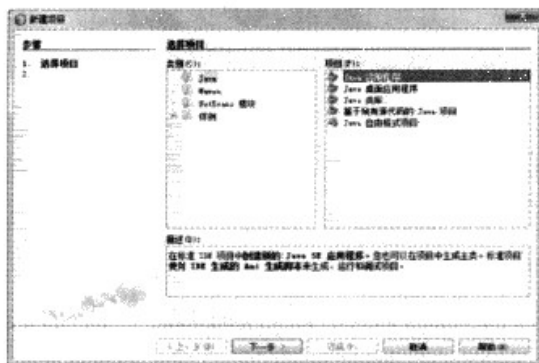 新建项目
步骤
1. 选择项目
2.
选择项目
类别(C):
Java
Maven
NetBeans 模块
样例
项目(P):
Java 应用程序
Java 桌面应用程序
Java 类库
基于现有源代码的 Java 项目
Java 自由格式项目
描述(D):
在标准 IDE 项目中创建新的 Java SE 应用程序。您也可以在项目中生成主类。标准项目
使用 IDE 生成的 Ant 生成脚本来生成、运行和调试项目。
下一步 >
取消
帮助(H)